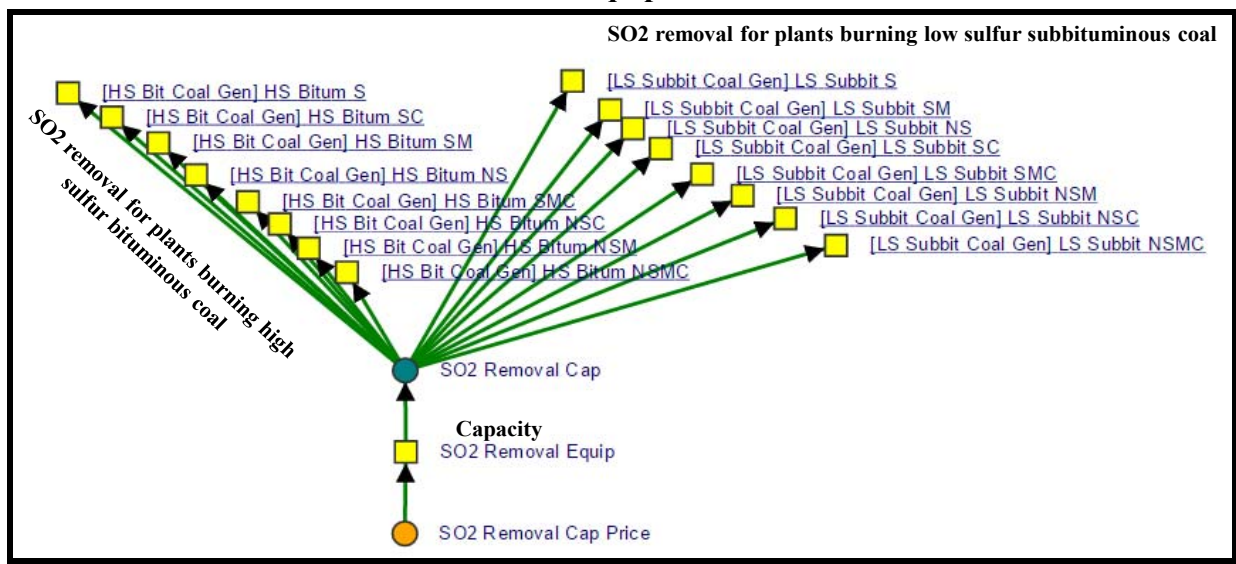 SO2 removal for plants burning low sulfur subbituminous coal
[HS Bit Coal Gen] HS Bitum S
[HS Bit Coal Gen] HS Bitum SC
[HS Bit Coal Gen] HS Bitum SM
[HS Bit Coal Gen] HS Bitum NS
[HS Bit Coal Gen] HS Bitum SMC
[HS Bit Coal Gen] HS Bitum NSC
[HS Bit Coal Gen] HS Bitum NSM
[HS Bit Coal Gen] HS Bitum NSMC
SO2 removal for plants burning high
sulfur bituminous coal
[LS Subbit Coal Gen] LS Subbit S
[LS Subbit Coal Gen] LS Subbit SM
[LS Subbit Coal Gen] LS Subbit NS
[LS Subbit Coal Gen] LS Subbit SC
[LS Subbit Coal Gen] LS Subbit SMC
[LS Subbit Coal Gen] LS Subbit NSM
[LS Subbit Coal Gen] LS Subbit NSC
[LS Subbit Coal Gen] LS Subbit NSMC
SO2 Removal Cap
Capacity
SO2 Removal Equip
SO2 Removal Cap Price